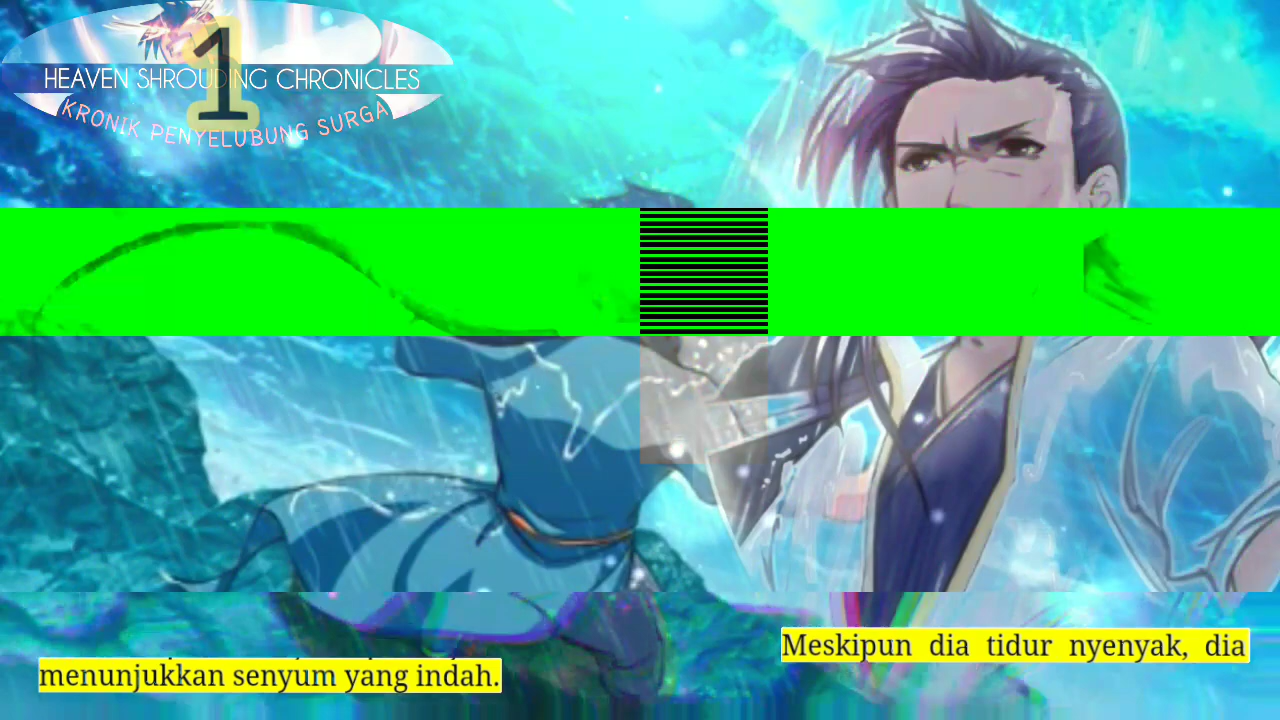 1
HEAVEN SHROUDING CHRONICLES
KRONIK PENYELUBUNG SURGA
Meskipun dia tidur nyenyak, dia
menunjukkan senyum yang indah.